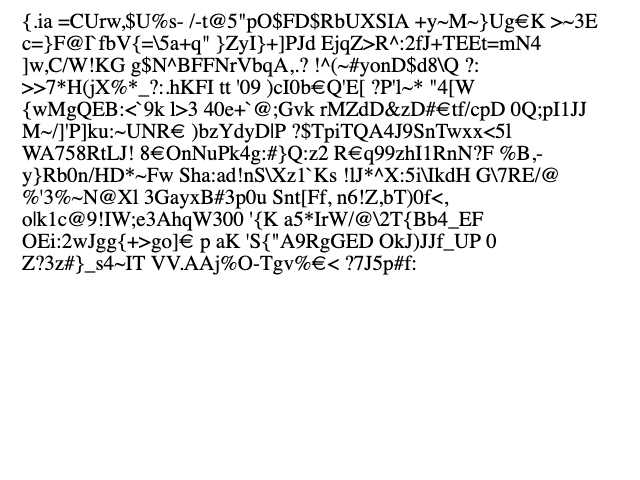 {.ia =CUrw,$U%s- /-t@5"pO$FD$RbUXSIA +y~M~}Ug€K >~3E
c=}F@I`fbV{=\5a+q" }ZyI}+]PJd EjqZ>R^:2fJ+TEEt=mN4
]w,C/W!KG g$N^BFFNrVbqA,.? !^(~#yonD$d8\Q ?:
>>7*H(jX%*_?:.hKFI tt '09 )cI0b€Q'E[ ?P'l~* "4[W
{wMgQEB:<`9k l>3 40e+`@;Gvk rMZdD&zD#€tf/cpD 0Q;pI1JJ
M~/]'P]ku:~UNR€ )bzYdyD|P ?$TpiTQA4J9SnTwxx<5l
WA758RtLJ! 8€OnNuPk4g:#}Q:z2 R€q99zhI1RnN?F %B,-
y}Rb0n/HD*~Fw Sha:ad!nS\Xz1`Ks !lJ*^X:5i\IkdH G\7RE/@
%'3%~N@Xl 3GayxB#3p0u Snt[Ff, n6!Z,bT)0f<,
o|k1c@9!IW;e3AhqW300 '{K a5*IrW/@\2T{Bb4_EF
OEi:2wJgg{+>go]€ p aK 'S{"A9RgGED OkJ)JJf_UP 0
Z?3z#}_s4~IT VV.AAj%O-Tgv%€< ?7J5p#f: